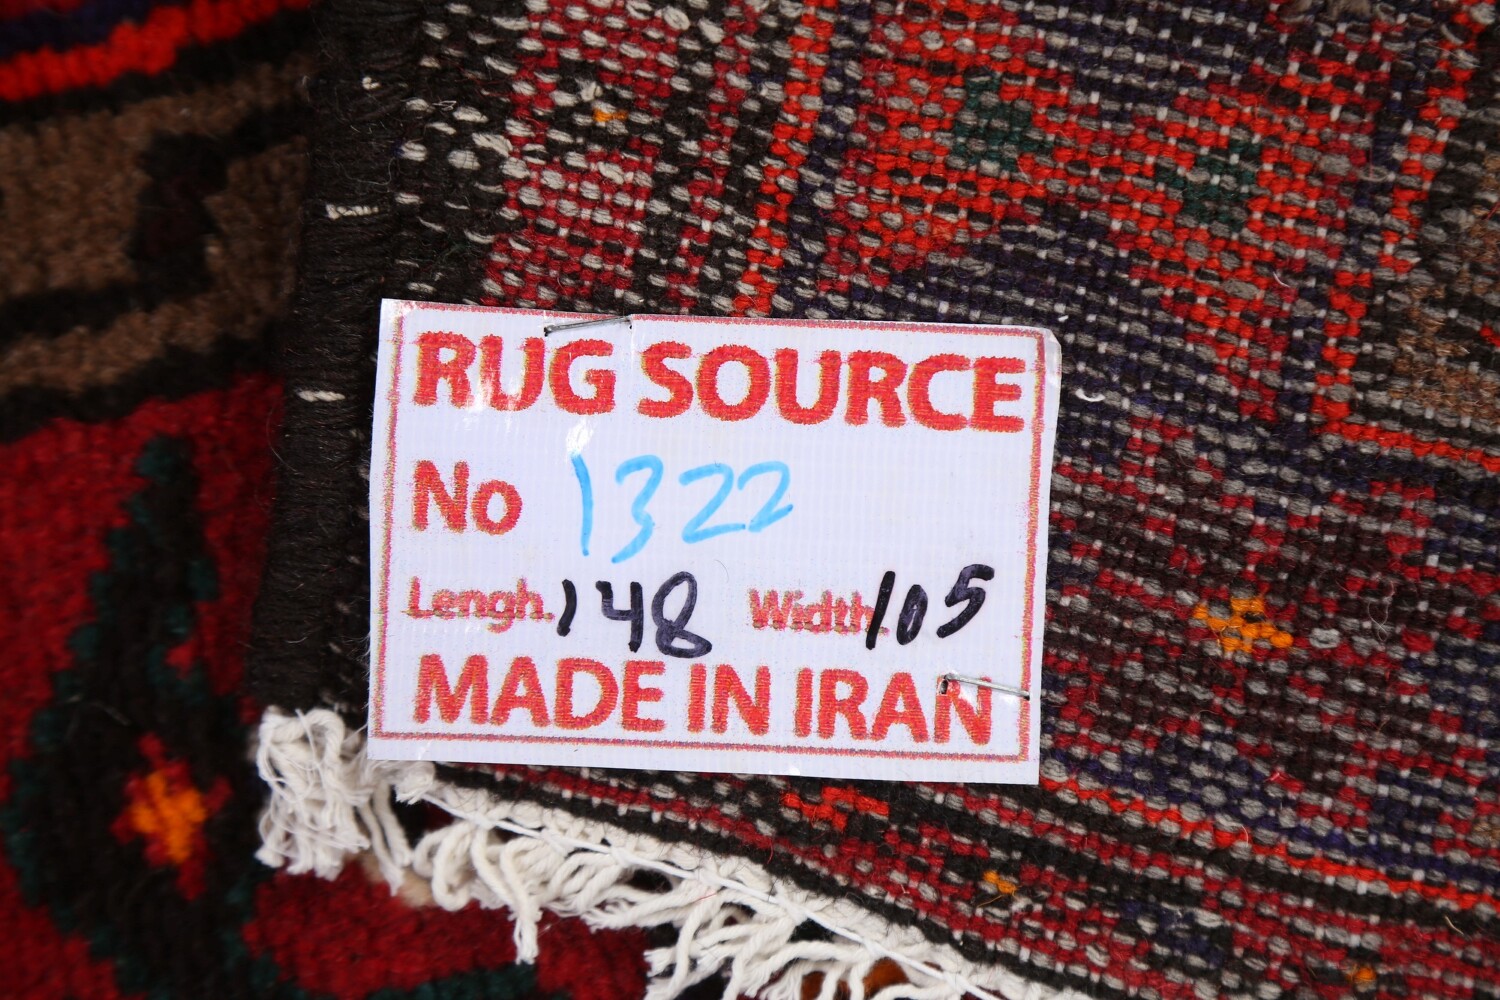 RUG SOURCE
No 1322
Lengh. 148 Width. 105
MADE IN IRAN